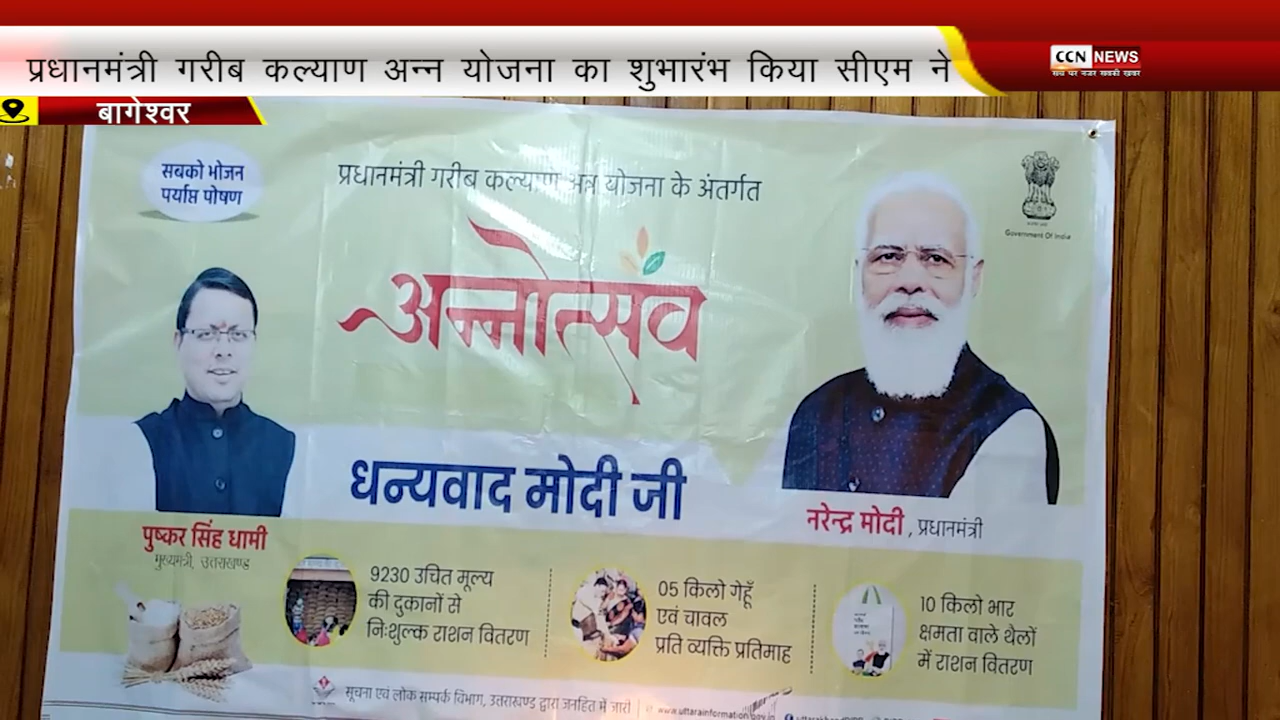 प्रधानमंत्री गरीब कल्याण अन्न योजना का शुभारंभ किया सीएम ने
CCN NEWS
बागेश्वर
सबको भोजन
पर्याप्त पोषण
प्रधानमंत्री गरीब कल्याण अन्न योजना के अंतर्गत
Government Of India
अन्नोत्सव
धन्यवाद मोदी जी
पुष्कर सिंह धामी
मुख्यमंत्री, उत्तराखण्ड
नरेन्द्र मोदी, प्रधानमंत्री
9230 उचित मूल्य
की दुकानों से
निःशुल्क राशन वितरण
05 किलो गेहूँ
एवं चावल
प्रति व्यक्ति प्रतिमाह
10 किलो भार
क्षमता वाले थैलों
में राशन वितरण
सूचना एवं लोक सम्पर्क विभाग, उत्तराखण्ड द्वारा जनहित में जारी
www.uttarainformation.gov.in